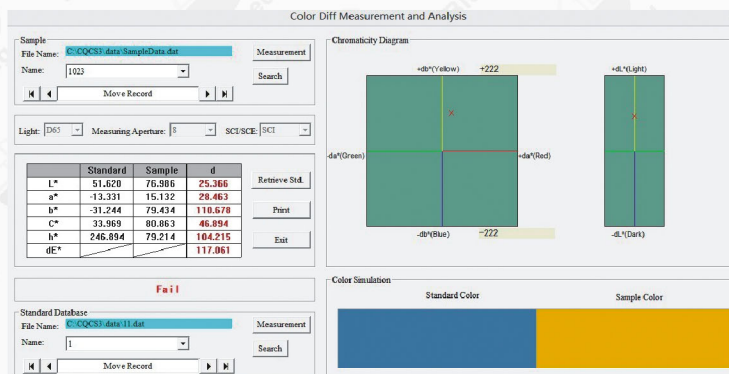 Color Diff Measurement and Analysis
Sample
File Name: C:\CQCS3\data\SampleData.dat
Measurement
Name: 1023
Search
Move Record
Light: D65 Measuring Aperture: 8 SCI/SCE: SCI
Standard Sample d
L* 51.620 76.986 25.366
a* -13.331 15.132 28.463
b* -31.244 79.434 110.678
C* 33.969 80.863 46.894
h* 246.894 79.214 104.215
dE* 117.061
Retrieve Std.
Print
Exit
Fail
Standard Database
File Name: C:\CQCS3\data\11.dat
Measurement
Name: 1
Search
Move Record
Chromaticity Diagram
+db*(Yellow) +222
+dL*(Light)
-da*(Green)
+da*(Red)
-db*(Blue) -222
-dL*(Dark)
Color Simulation
Standard Color Sample Color